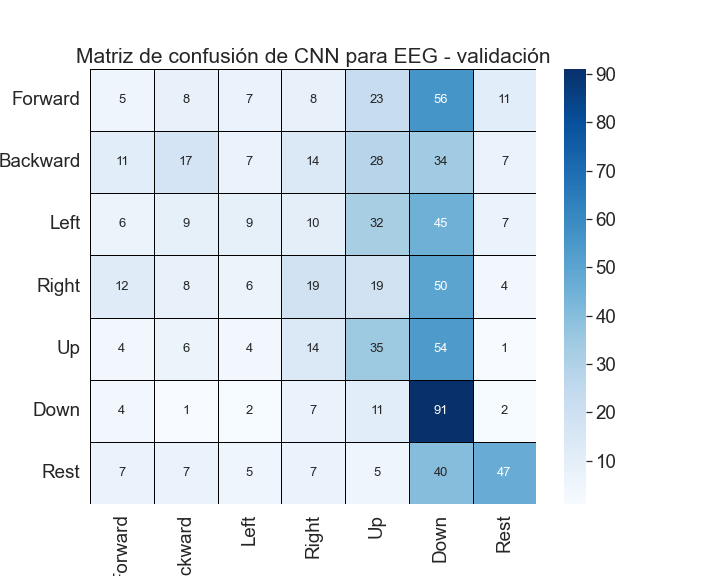 Matriz de confusión de CNN para EEG - validación
Forward 5 8 7 8 23 56 11
Backward 11 17 7 14 28 34 7
Left 6 9 9 10 32 45 7
Right 12 8 6 19 19 50 4
Up 4 6 4 14 35 54 1
Down 4 1 2 7 11 91 2
Rest 7 7 5 7 5 40 47
Forward ckward Left Right Up Down Rest
90
80
70
60
50
40
30
20
10